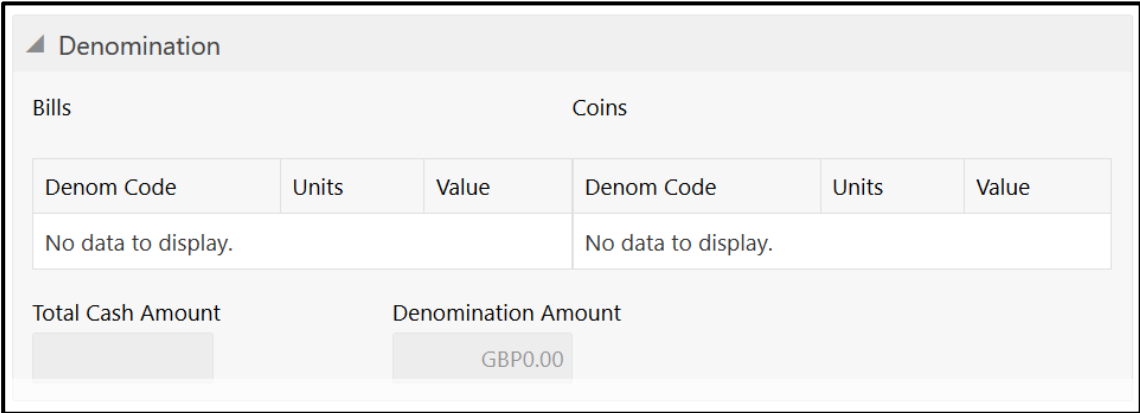 Denomination
Bills Coins
Denom Code Units Value Denom Code Units Value
No data to display. No data to display.
Total Cash Amount Denomination Amount
GBP0.00